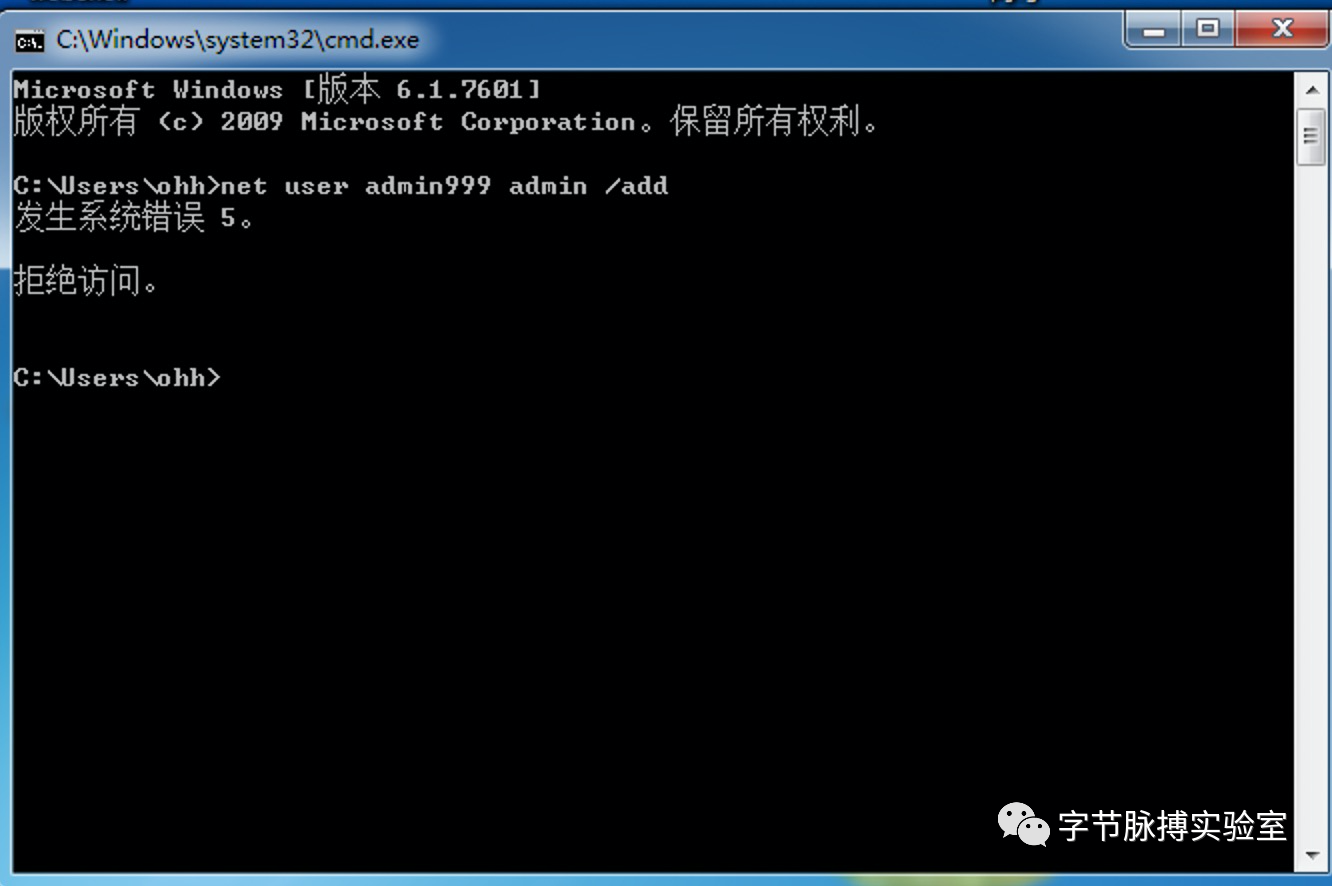 C:\Windows\system32\cmd.exe
Microsoft Windows [版本 6.1.7601]
版权所有 (c) 2009 Microsoft Corporation。保留所有权利。
C:\Users\ohh>net user admin999 admin /add
发生系统错误 5。
拒绝访问。
C:\Users\ohh>
字节脉搏实验室